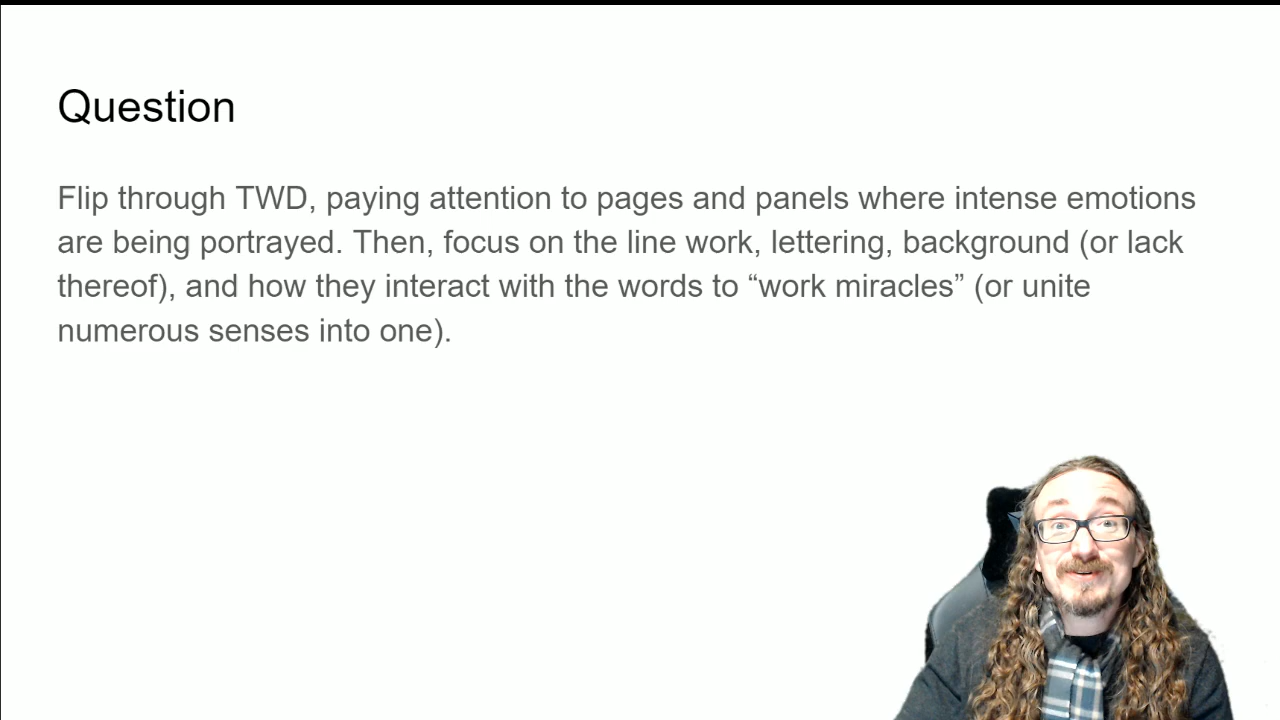 Question
Flip through TWD, paying attention to pages and panels where intense emotions
are being portrayed. Then, focus on the line work, lettering, background (or lack
thereof), and how they interact with the words to “work miracles” (or unite
numerous senses into one).